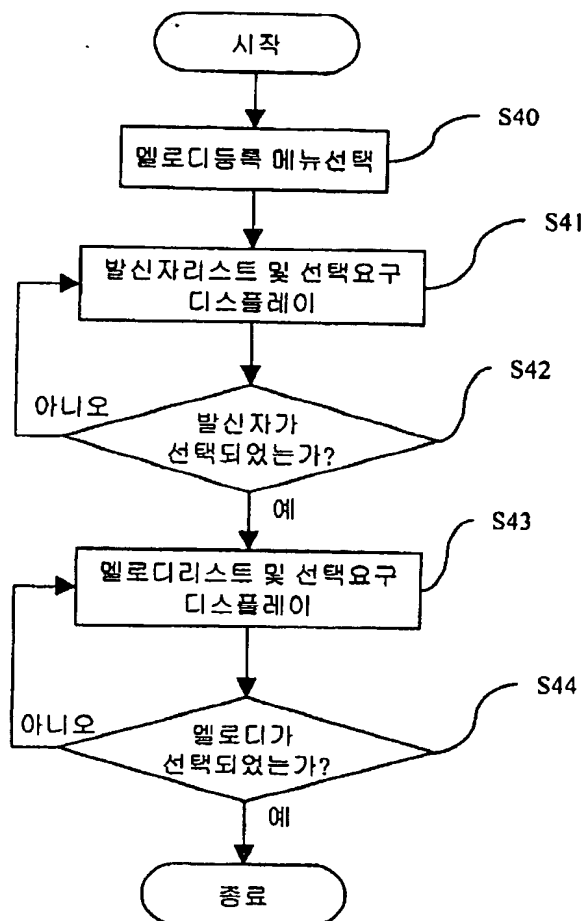 시작
S40
멜로디등록 메뉴선택
S41
발신자리스트 및 선택요구
디스플레이
S42
아니오
발신자가
선택되었는가?
예
S43
멜로디리스트 및 선택요구
디스플레이
S44
아니오
멜로디가
선택되었는가?
예
종료